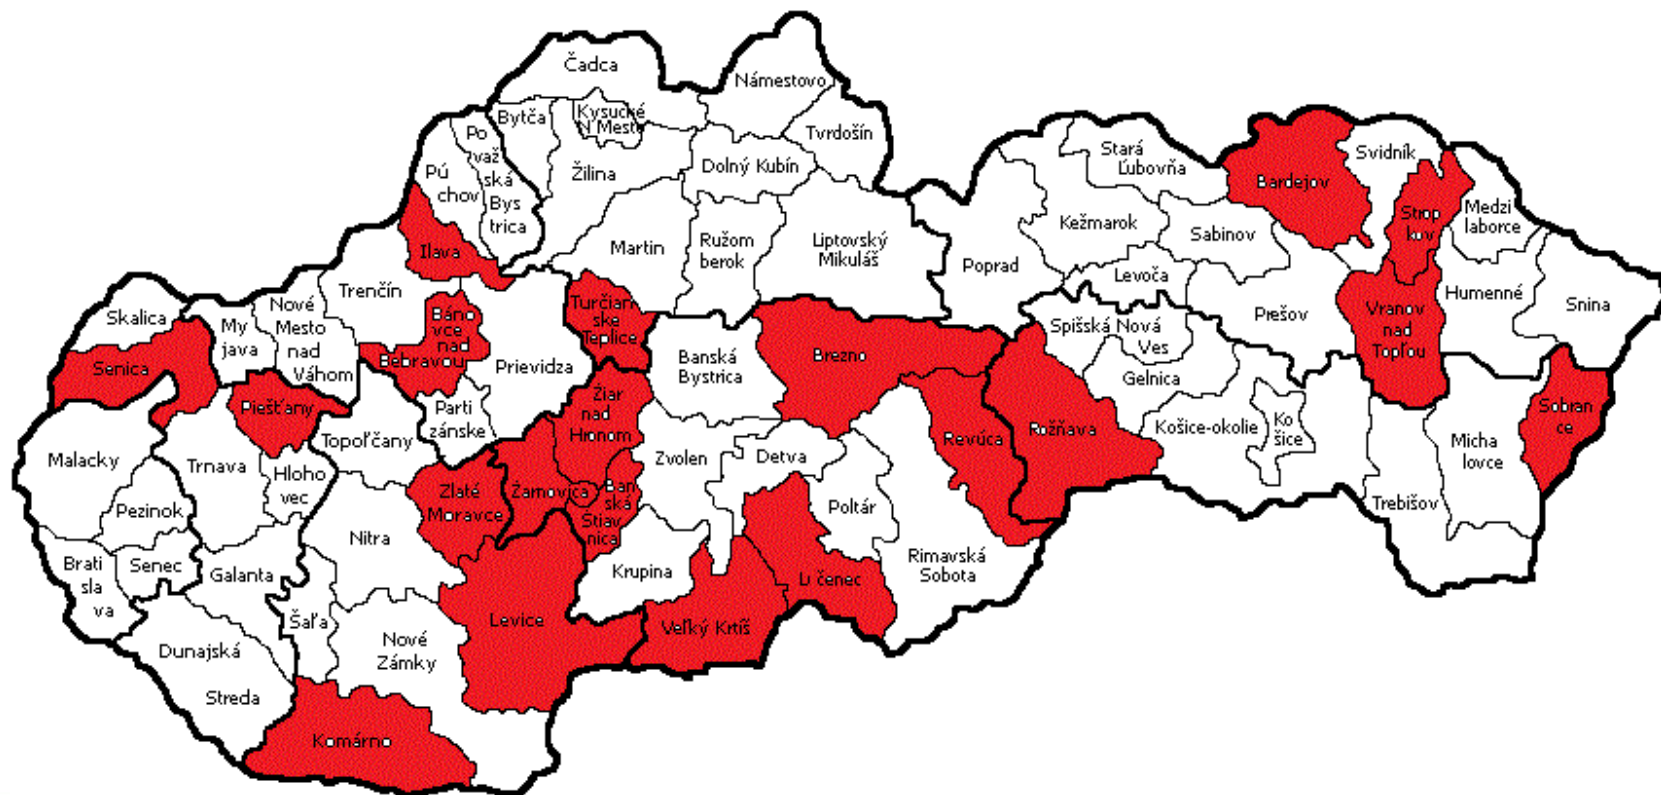 Čadca
Námestovo
Bytča
Kysucké
N Mesto
Tvrdošín
Po
važ
ská
Bys
trica
Pú
chov
Žilina
Dolný Kubín
Stará
Ľubovňa
Svidník
Bardejov
Strop
kov
Medzi
laborce
Ilava
Martin
Ružom
berok
Liptovský
Mikuláš
Kežmarok
Sabinov
Poprad
Levoča
Trenčín
Turčian
ske
Teplice
Prešov
Humenné
Snina
Vranov
nad
Topľou
Skalica
My
java
Nové
Mesto
nad
Váhom
Báno
vce
nad
Bebravou
Prievidza
Banská
Bystrica
Brezno
Spišská Nová
Ves
Gelnica
Senica
Piešťany
Parti
zánske
Žiar
nad
Hronom
Revúca
Rožňava
Košice-okolie
Ko
šice
Micha
lovce
Sobran
ce
Malacky
Trnava
Topoľčany
Hloho
vec
Zlaté
Moravce
Žarnovica
Ban
ská
Štiav
nica
Zvolen
Detva
Poltár
Trebišov
Pezinok
Nitra
Krupina
Rimavská
Sobota
Brati
sla
va
Senec
Galanta
Šaľa
Levice
Veľký Krtíš
Lu čenec
Dunajská
Streda
Nové
Zámky
Komárno